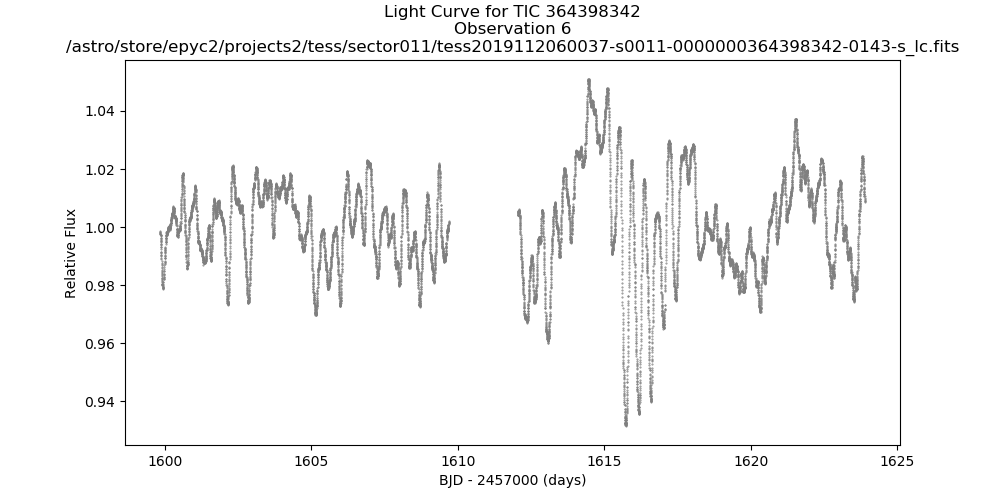 Light Curve for TIC 364398342
Observation 6
/astro/store/epyc2/projects2/tess/sector011/tess2019112060037-s0011-0000000364398342-0143-s_lc.fits
1.04
1.02
1.00
0.98
0.96
0.94
Relative Flux
1600
1605
1610
1615
1620
1625
BJD - 2457000 (days)